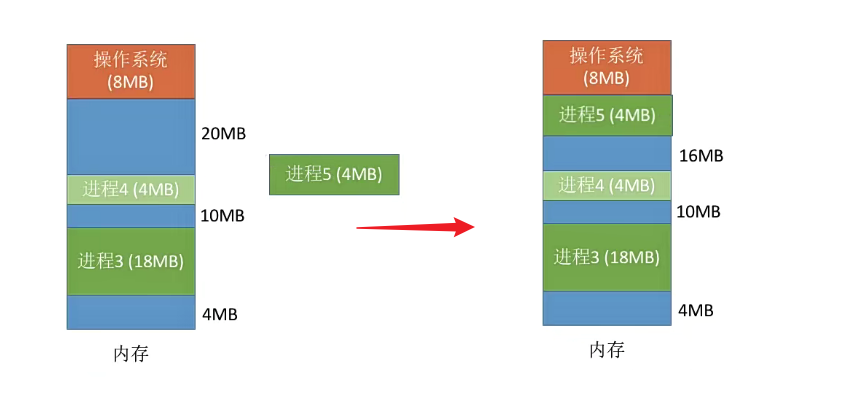 操作系统
(8MB)
20MB
进程4 (4MB)
10MB
进程3 (18MB)
4MB
内存
进程5 (4MB)
操作系统
(8MB)
进程5 (4MB)
16MB
进程4 (4MB)
10MB
进程3 (18MB)
4MB
内存